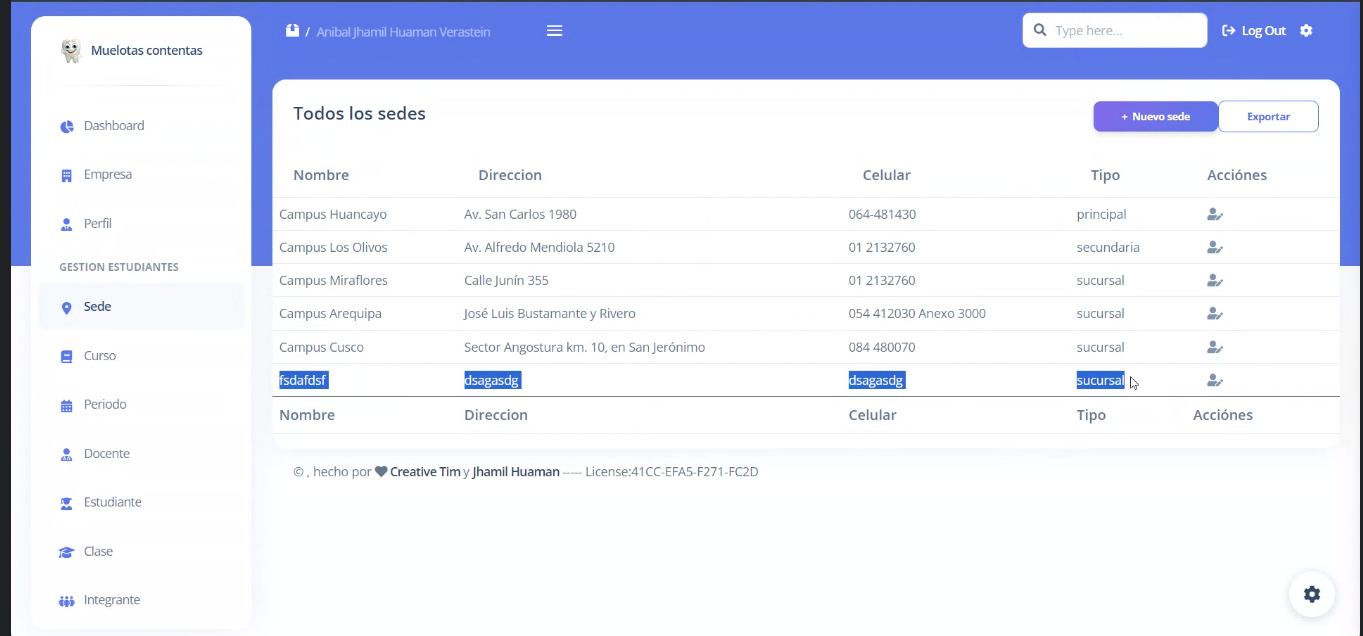 Muelotas contentas
/ Anibal Jhamil Huaman Verastein
Type here...
Log Out
Dashboard
Empresa
Perfil
GESTION ESTUDIANTES
Sede
Curso
Periodo
Docente
Estudiante
Clase
Integrante
Todos los sedes
+ Nuevo sede
Exportar
Nombre Direccion Celular Tipo Acciónes
Campus Huancayo Av. San Carlos 1980 064-481430 principal
Campus Los Olivos Av. Alfredo Mendiola 5210 01 2132760 secundaria
Campus Miraflores Calle Junín 355 01 2132760 sucursal
Campus Arequipa José Luis Bustamante y Rivero 054 412030 Anexo 3000 sucursal
Campus Cusco Sector Angostura km. 10, en San Jerónimo 084 480070 sucursal
fsdafdsf dsagasdg dsagasdg sucursal
Nombre Direccion Celular Tipo Acciónes
© , hecho por Creative Tim y Jhamil Huaman ----- License:41CC-EFA5-F271-FC2D